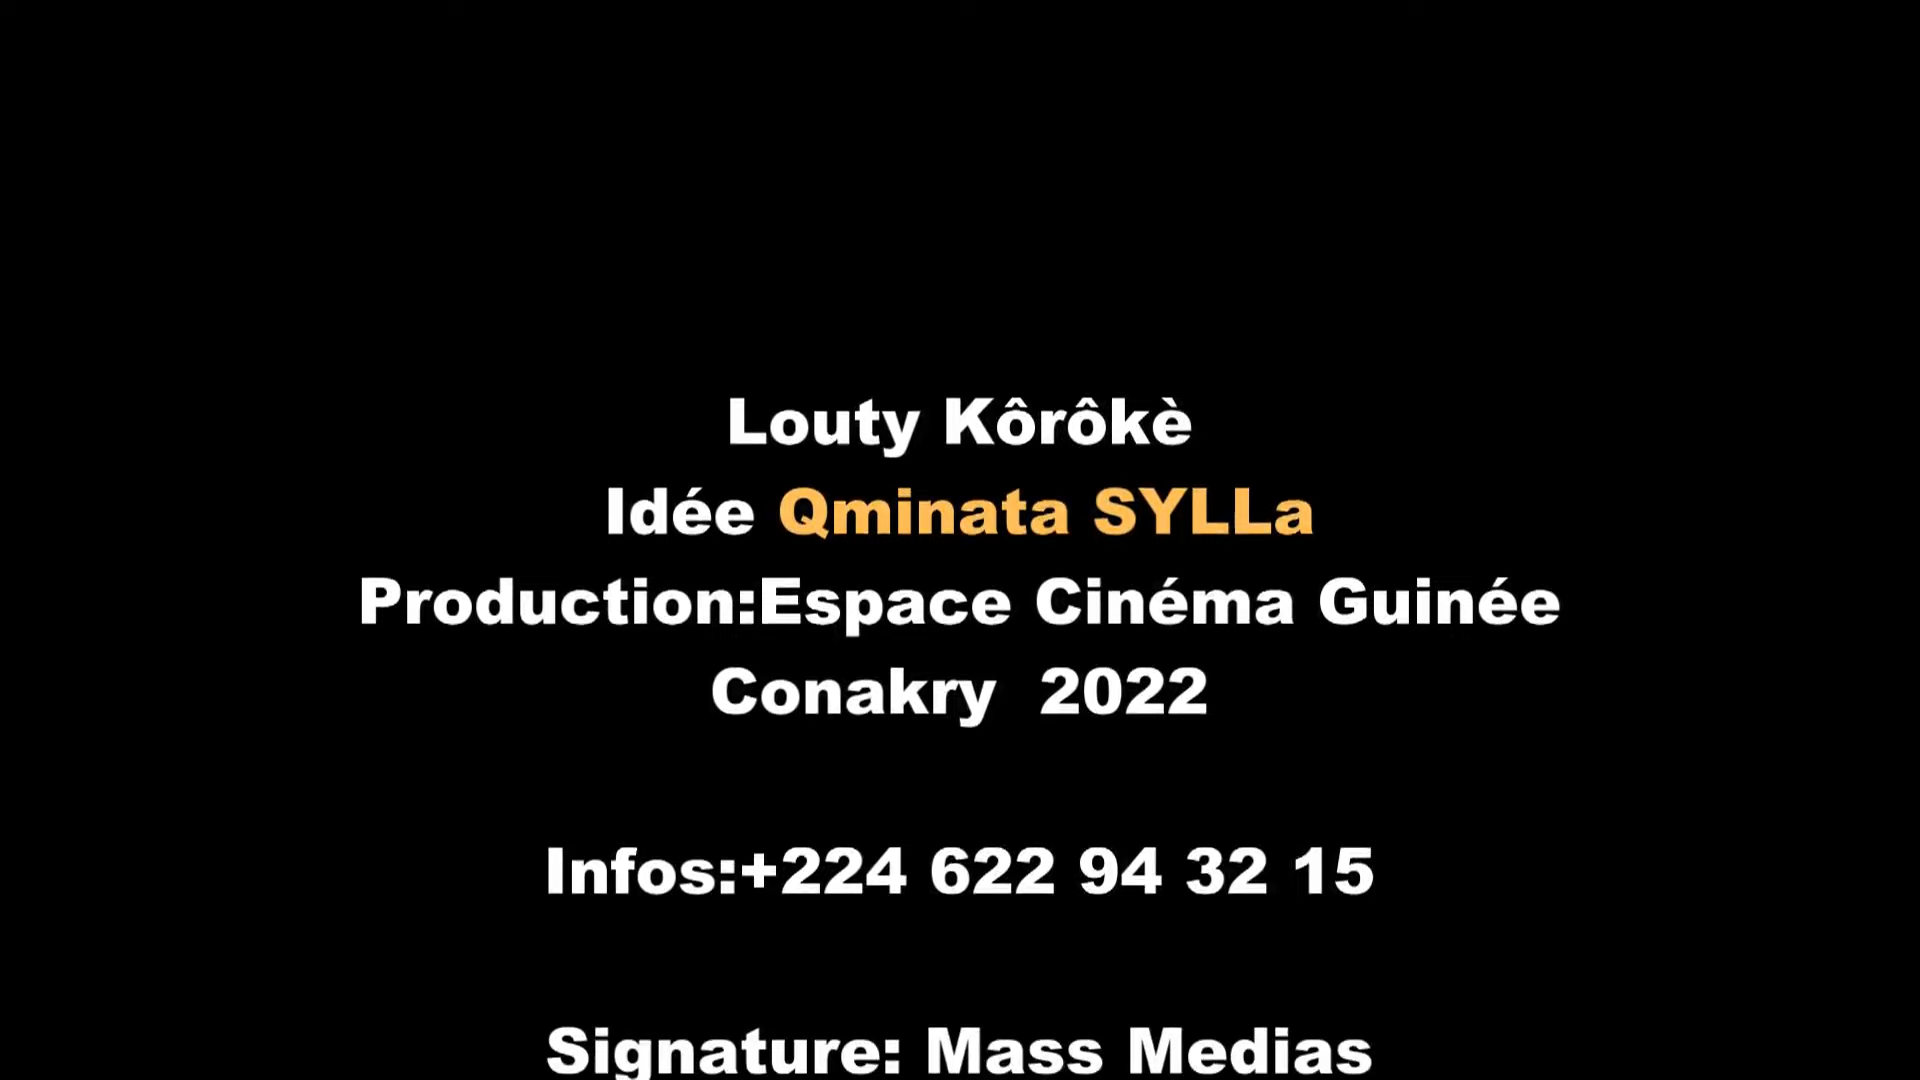 Louty Kôrôkè
Idée Qminata SYLLa
Production:Espace Cinéma Guinée
Conakry  2022
Infos:+224 622 94 32 15
Signature: Mass Medias